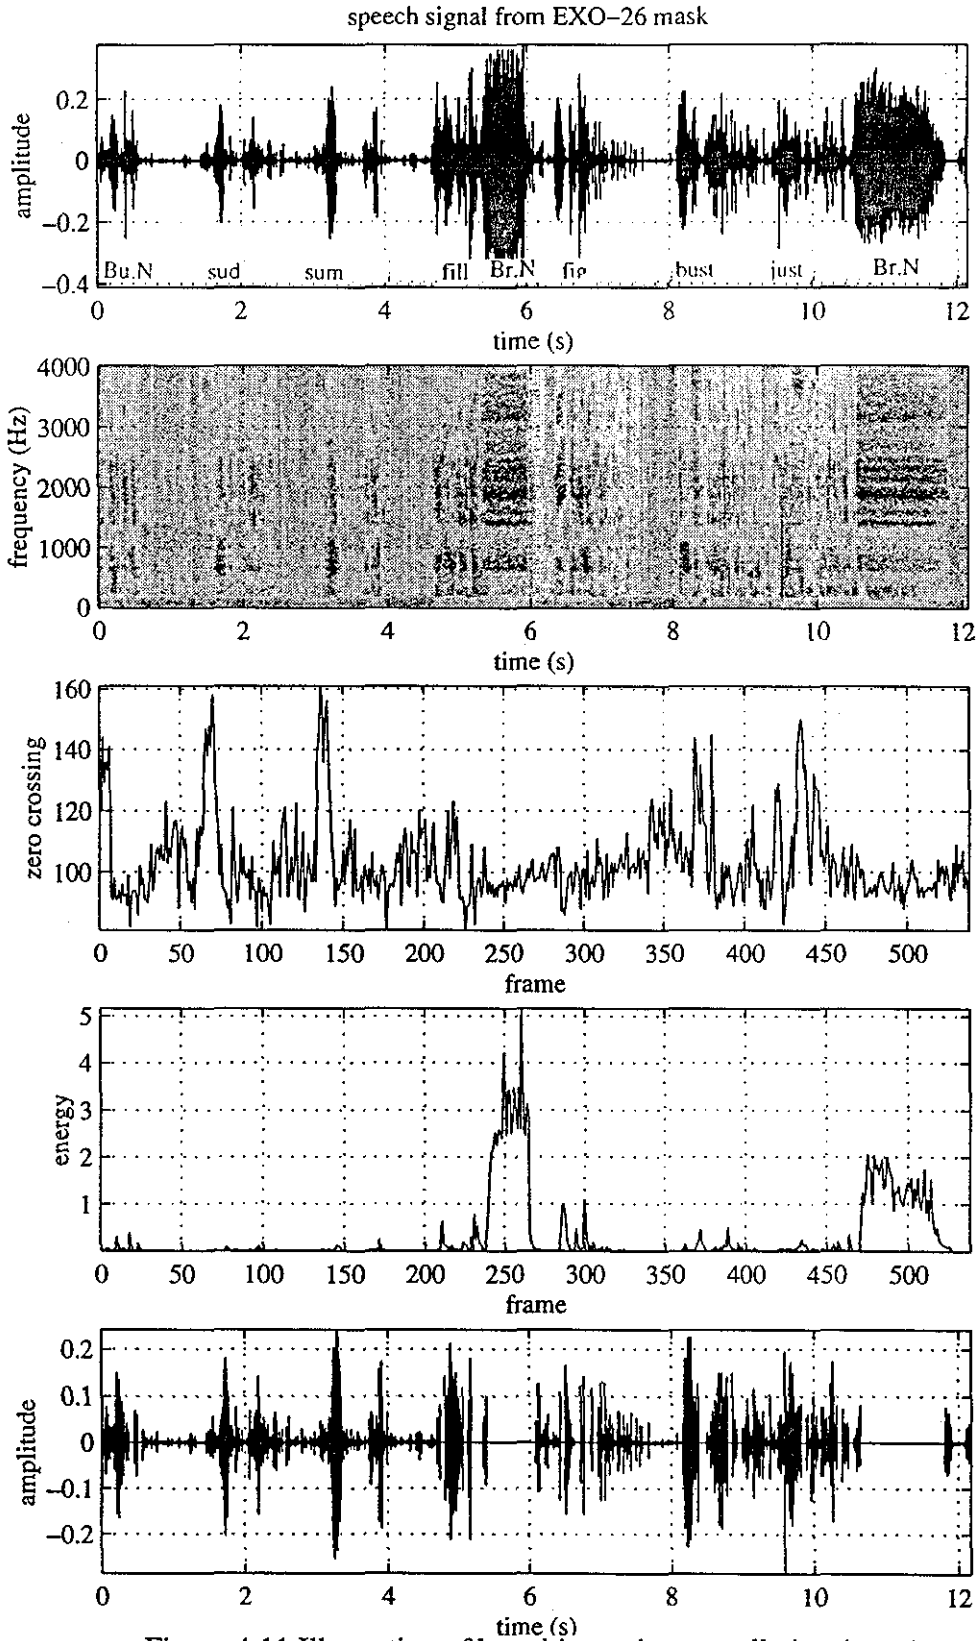 speech signal from EXO–26 mask
0.2
0
−0.2
−0.4
amplitude
Bu.N sud sum fill Br.N fig bust just Br.N
0 2 4 6 8 10 12
time (s)
4000
3000
2000
1000
0
frequency (Hz)
0 2 4 6 8 10 12
time (s)
160
140
120
100
zero crossing
0 50 100 150 200 250 300 350 400 450 500
frame
5
4
3
2
1
energy
0 50 100 150 200 250 300 350 400 450 500
frame
0.2
0.1
0
−0.1
−0.2
amplitude
0 2 4 6 8 10 12
time (s)